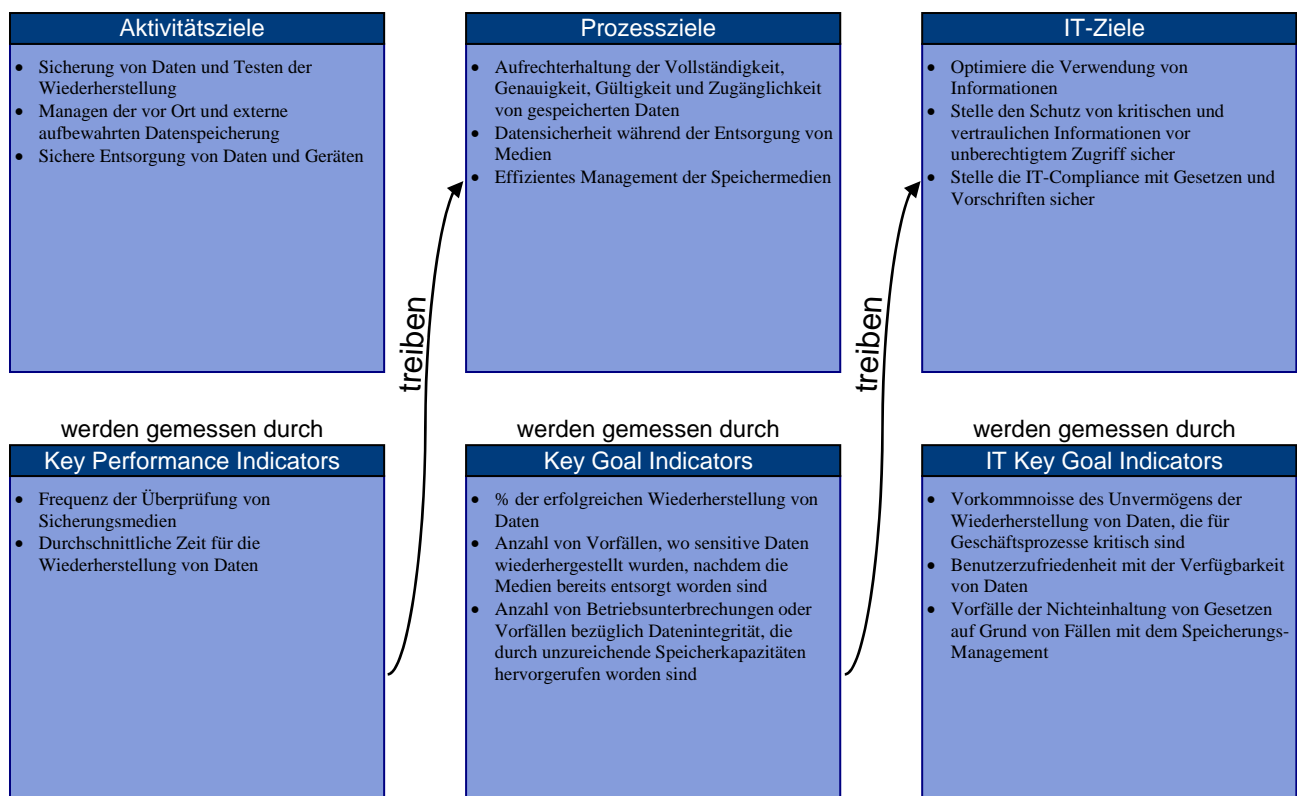 Aktivitätsziele
• Sicherung von Daten und Testen der
Wiederherstellung
• Managen der vor Ort und externe
aufbewahrten Datenspeicherung
• Sichere Entsorgung von Daten und Geräten
Prozessziele
• Aufrechterhaltung der Vollständigkeit,
Genauigkeit, Gültigkeit und Zugänglichkeit
von gespeicherten Daten
• Datensicherheit während der Entsorgung von
Medien
• Effizientes Management der Speichermedien
IT-Ziele
• Optimiere die Verwendung von
Informationen
• Stelle den Schutz von kritischen und
vertraulichen Informationen vor
unberechtigtem Zugriff sicher
• Stelle die IT-Compliance mit Gesetzen und
Vorschriften sicher
treiben
treiben
werden gemessen durch
Key Performance Indicators
• Frequenz der Überprüfung von
Sicherungsmedien
• Durchschnittliche Zeit für die
Wiederherstellung von Daten
werden gemessen durch
Key Goal Indicators
• % der erfolgreichen Wiederherstellung von
Daten
• Anzahl von Vorfällen, wo sensitive Daten
wiederhergestellt wurden, nachdem die
Medien bereits entsorgt worden sind
• Anzahl von Betriebsunterbrechungen oder
Vorfällen bezüglich Datenintegrität, die
durch unzureichende Speicherkapazitäten
hervorgerufen worden sind
werden gemessen durch
IT Key Goal Indicators
• Vorkommnoisse des Unvermögens der
Wiederherstellung von Daten, die für
Geschäftsprozesse kritisch sind
• Benutzerzufriedenheit mit der Verfügbarkeit
von Daten
• Vorfälle der Nichteinhaltung von Gesetzen
auf Grund von Fällen mit dem Speicherungs-
Management